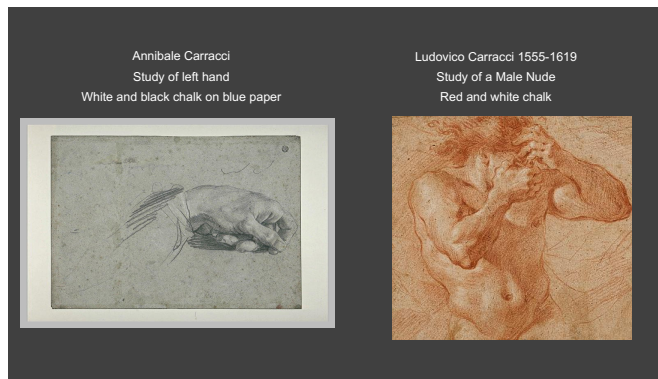 Annibale Carracci
Study of left hand
White and black chalk on blue paper
Ludovico Carracci 1555-1619
Study of a Male Nude
Red and white chalk